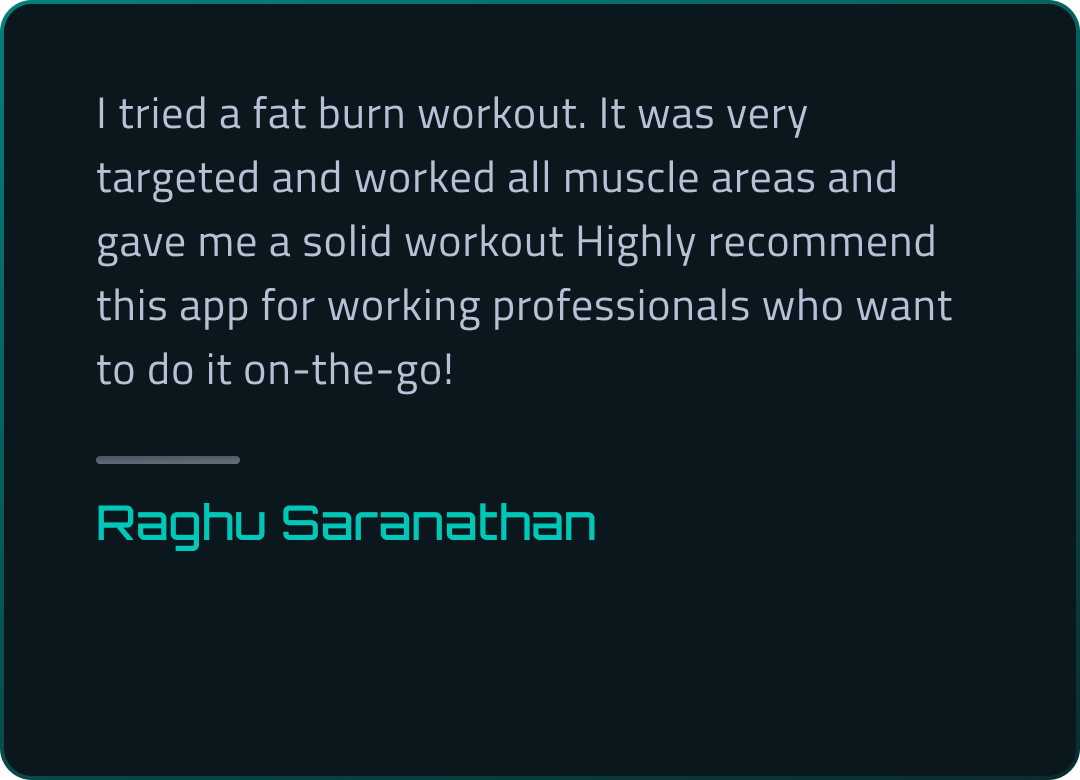 I tried a fat burn workout. It was very
targeted and worked all muscle areas and
gave me a solid workout Highly recommend
this app for working professionals who want
to do it on-the-go!
Raghu Saranathan